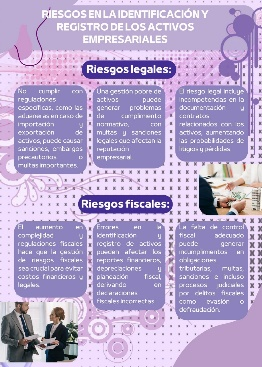 RIESGOS EN LA IDENTIFICACIÓN Y
REGISTRO DE LOS ACTIVOS
EMPRESARIALES
Riesgos legales:
No cumplir con
regulaciones
específicas, como las
aduaneras en caso de
importación y
exportación de
activos, puede causar
sanciones, embargos
precautorios o
multas importantes.
Una gestión pobre de
activos puede
generar problemas
de cumplimiento
normativo, con
multas y sanciones
legales que afectan la
reputación
empresarial
El riesgo legal incluye
incompetencias en la
documentación y
contratos
relacionados con los
activos, aumentando
las probabilidades de
litigios y pérdidas
Riesgos fiscales:
El aumento en
complejidad y
regulaciones fiscales
hace que la gestión
de riesgos fiscales
sea crucial para evitar
costos financieros y
legales.
Errores en la
identificación y
registro de activos
pueden afectar los
reportes financieros,
depreciaciones y
planeación fiscal,
derivando en
declaraciones
fiscales incorrectas
La falta de control
fiscal adecuado
puede generar
incumplimientos en
obligaciones
tributarias, multas,
sanciones e incluso
procesos judiciales
por delitos fiscales
como evasión o
defraudación.